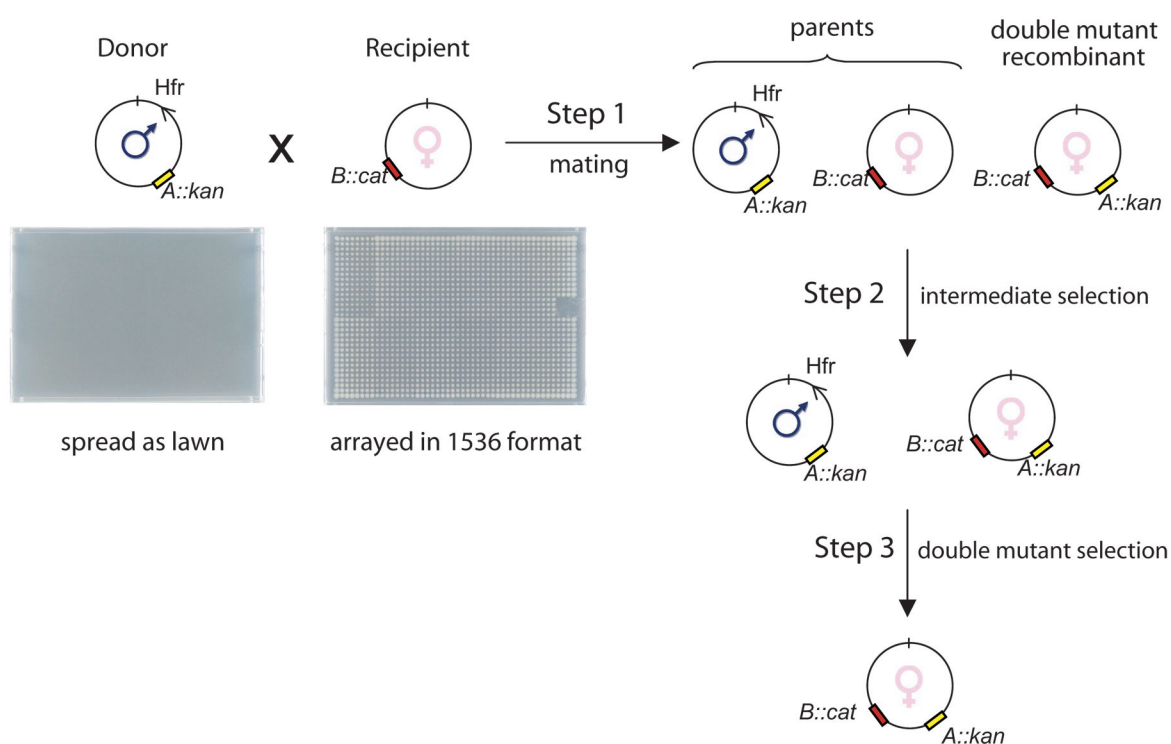 Donor
Recipient
parents
double mutant
recombinant
Hfr
B::cat
A::kan
X
Step 1
mating
Hfr
A::kan
B::cat
B::cat
A::kan
spread as lawn
arrayed in 1536 format
Step 2
intermediate selection
Hfr
A::kan
B::cat
A::kan
Step 3
double mutant selection
B::cat
A::kan